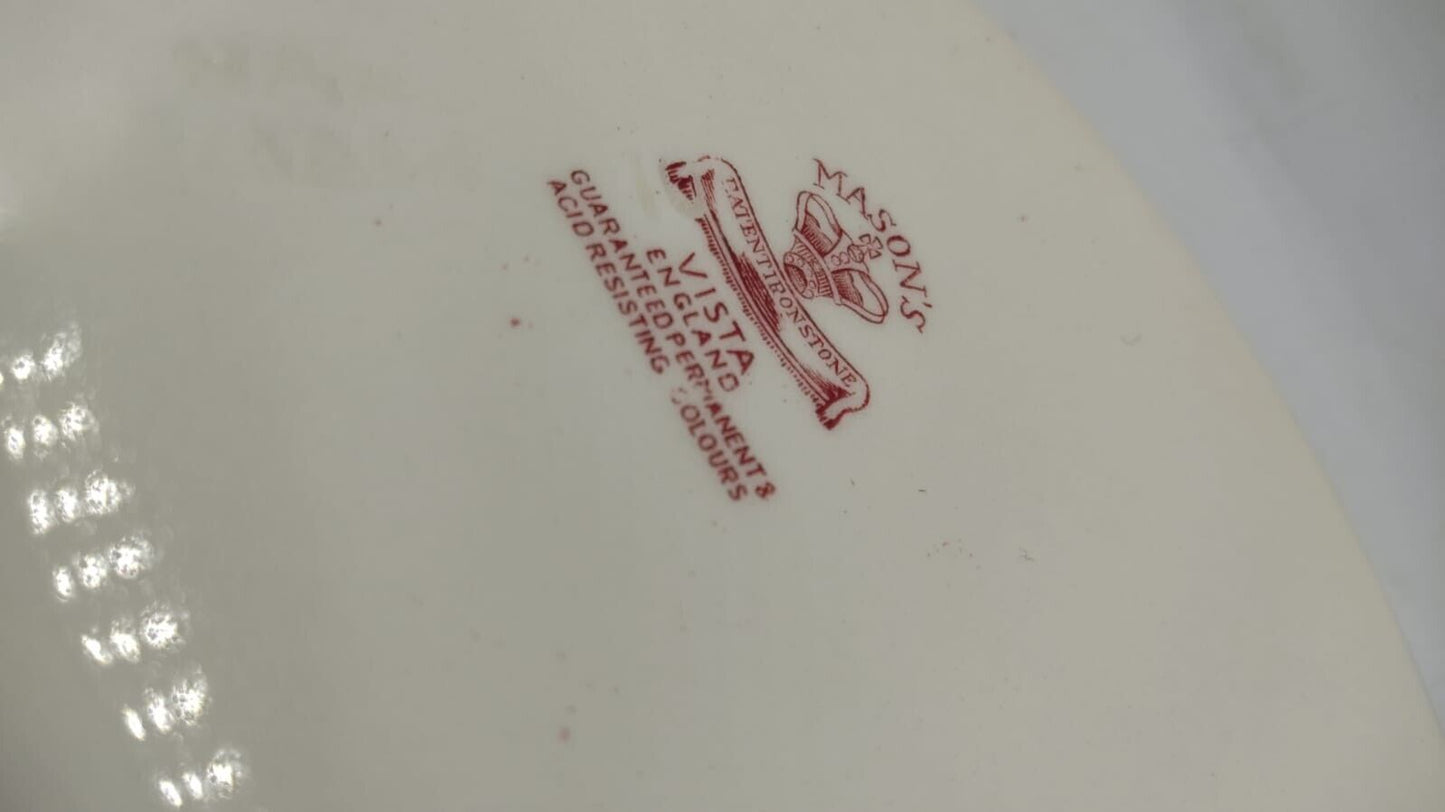 MASON'S
PATENT IRONSTONE
VISTA
ENGLAND
GUARANTEED PERMANENT &
ACID RESISTING COLOURS